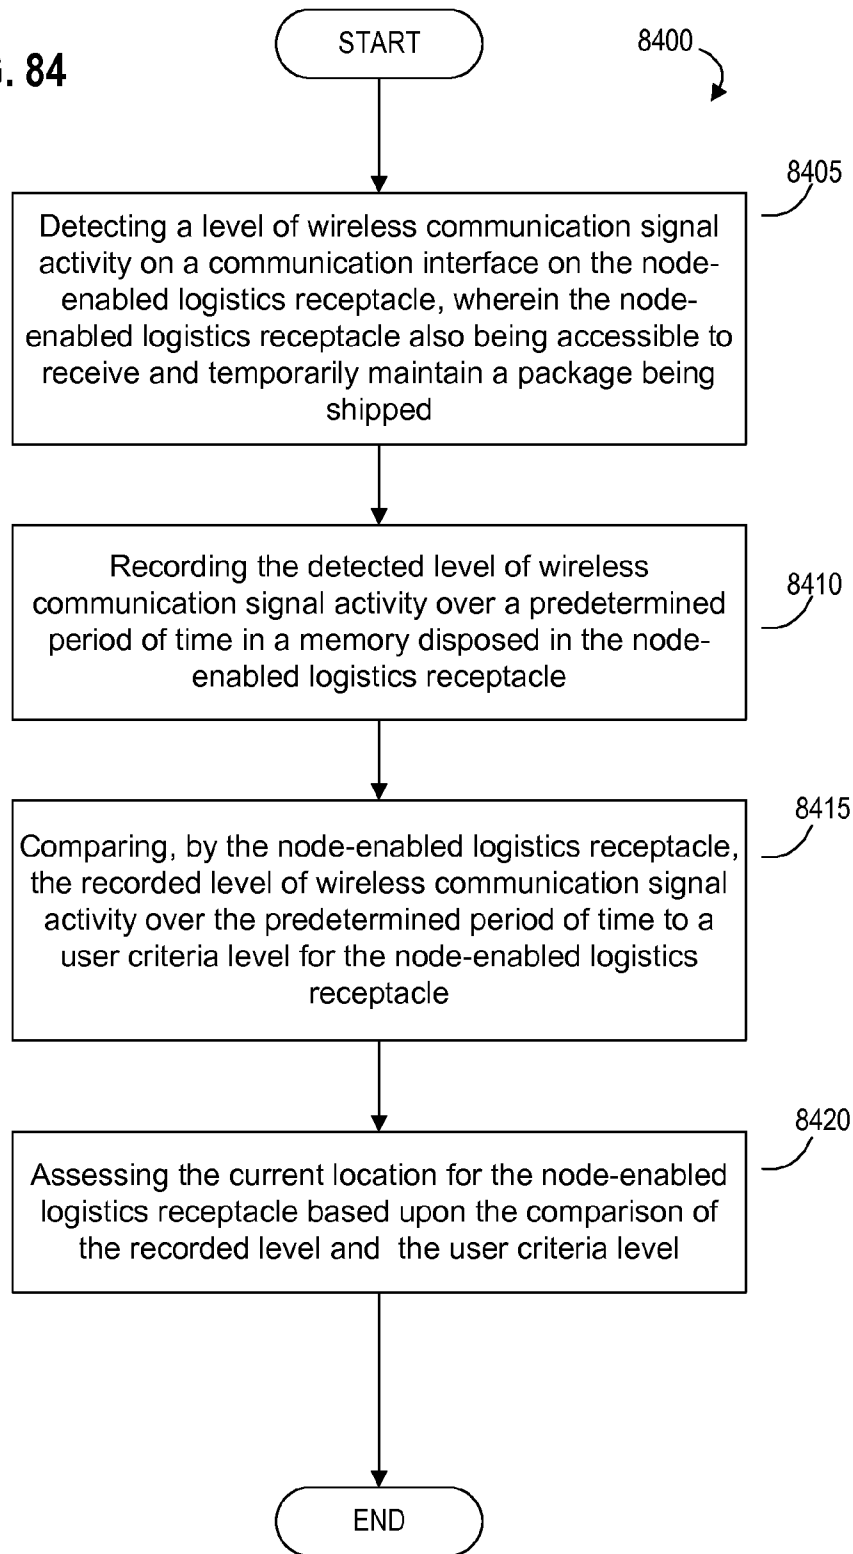 START
8400
. 84
8405
Detecting a level of wireless communication signal
activity on a communication interface on the node-
enabled logistics receptacle, wherein the node-
enabled logistics receptacle also being accessible to
receive and temporarily maintain a package being
shipped
Recording the detected level of wireless
communication signal activity over a predetermined
period of time in a memory disposed in the node-
enabled logistics receptacle
8410
Comparing, by the node-enabled logistics receptacle,
the recorded level of wireless communication signal
activity over the predetermined period of time to a
user criteria level for the node-enabled logistics
receptacle
8415
Assessing the current location for the node-enabled
logistics receptacle based upon the comparison of
the recorded level and the user criteria level
8420
END